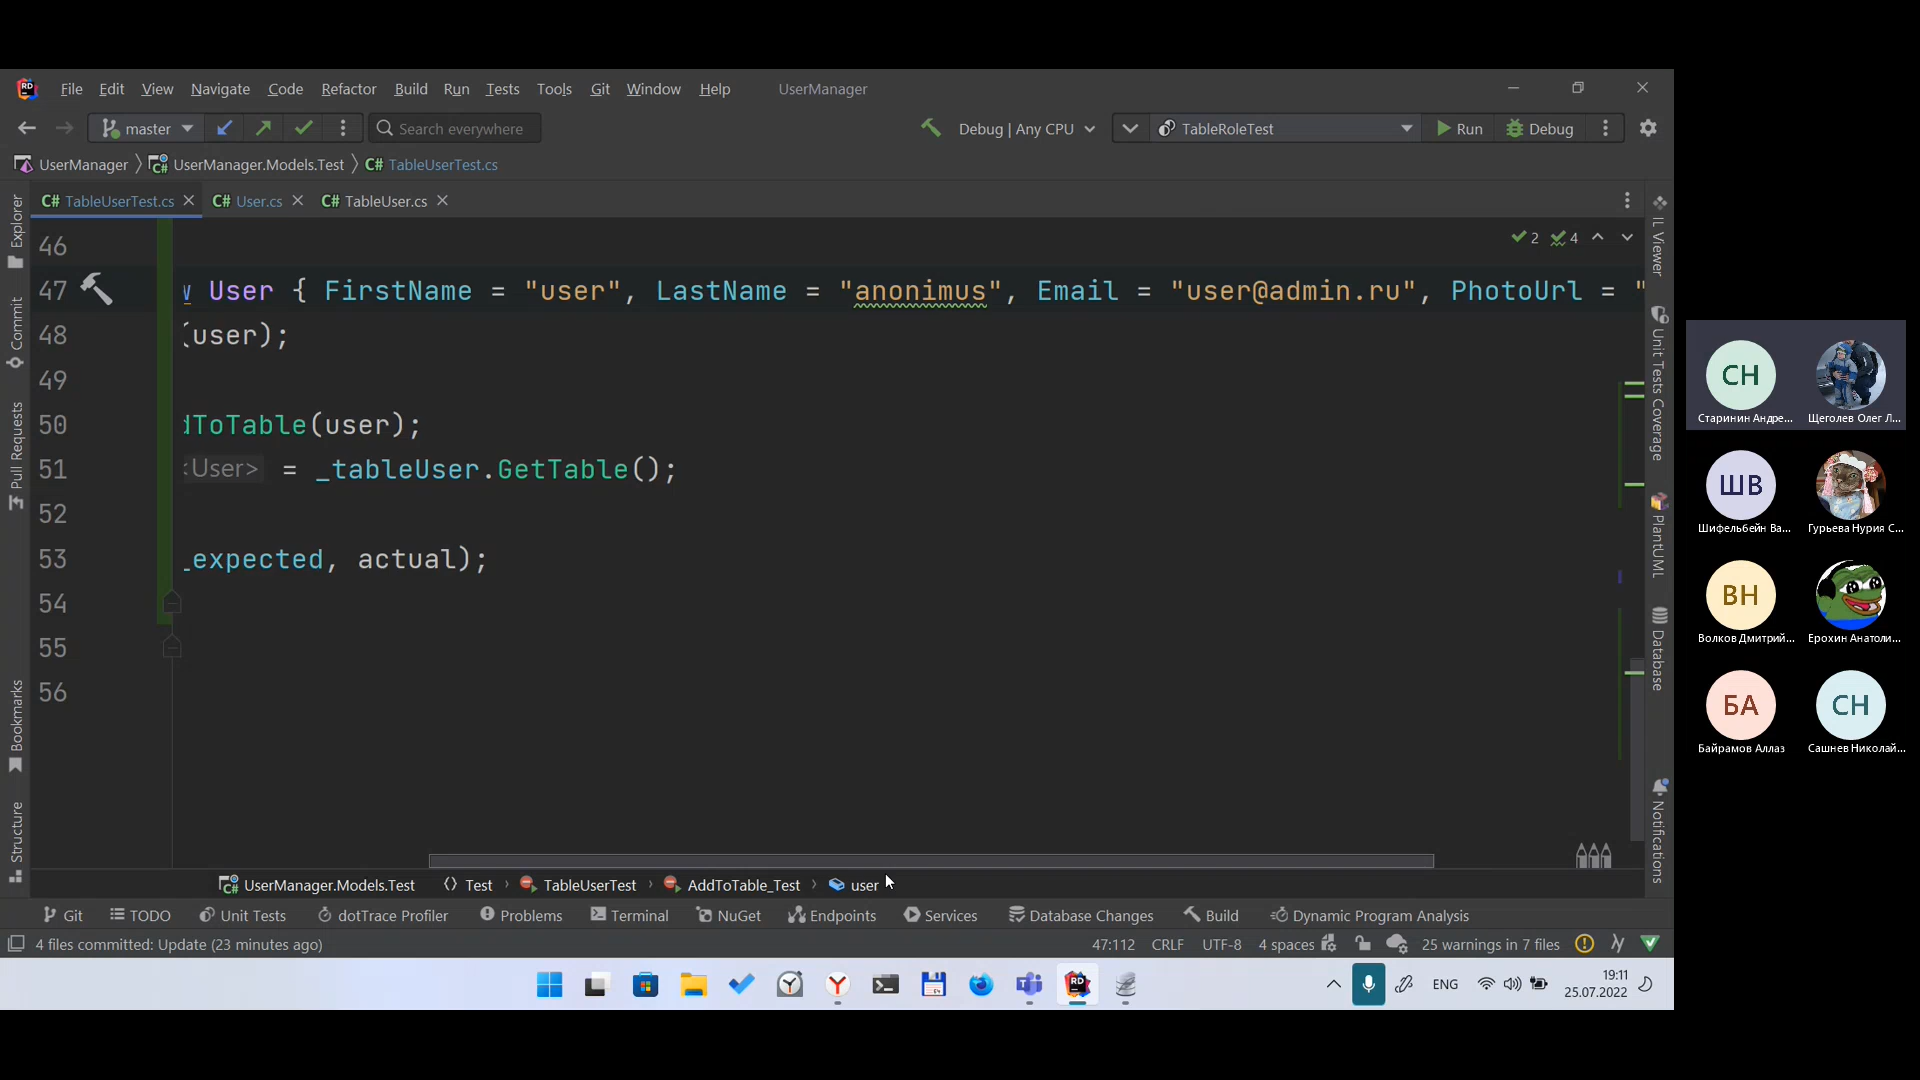 File Edit View Navigate Code Refactor Build Run Tests Tools Git Window Help UserManager
master Search everywhere Debug | Any CPU TableRoleTest Run Debug
UserManager UserManager.Models.Test C# TableUserTest.cs
C# TableUserTest.cs C# User.cs C# TableUser.cs
2 4
46
47 w User { FirstName = "user", LastName = "anonimus", Email = "user@admin.ru", PhotoUrl = "
48 (user);
49
50 dToTable(user);
51 <User> = _tableUser.GetTable();
52
53 _expected, actual);
54
55
56
Explorer
Commit
Pull Requests
Bookmarks
Structure
IL Viewer
Unit Tests Coverage
PlantUML
Database
Notifications
UserManager.Models.Test Test TableUserTest AddToTable_Test user
Git TODO Unit Tests dotTrace Profiler Problems Terminal NuGet Endpoints Services Database Changes Build Dynamic Program Analysis
4 files committed: Update (23 minutes ago) 47:112 CRLF UTF-8 4 spaces 25 warnings in 7 files
ENG 19:11
25.07.2022
СН
Старинин Андре... Щеголев Олег Л...
ШВ
Шифельбейн Ва... Гурьева Нурия С...
ВН
Волков Дмитрий... Ерохин Анатоли...
БА СН
Байрамов Аллаз Сашнев Николай...